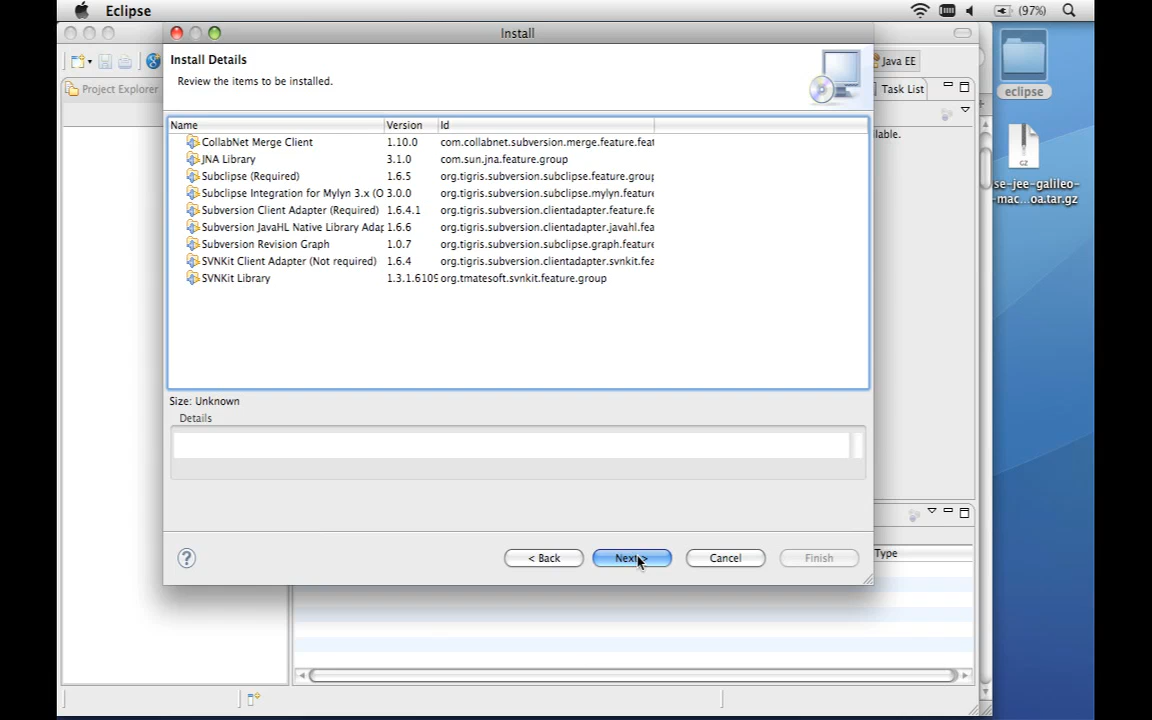 Eclipse
(97%)
Install
Install Details
Review the items to be installed.
Java EE
eclipse
Project Explorer
Task List
Name Version Id
lable.
CollabNet Merge Client 1.10.0 com.collabnet.subversion.merge.feature.feat
JNA Library 3.1.0 com.sun.jna.feature.group
GZ
Subclipse (Required) 1.6.5 org.tigris.subversion.subclipse.feature.group
se-jee-galileo-
-mac...oa.tar.gz
Subclipse Integration for Mylyn 3.x (O 3.0.0 org.tigris.subversion.subclipse.mylyn.feature
Subversion Client Adapter (Required) 1.6.4.1 org.tigris.subversion.clientadapter.feature.fe
Subversion JavaHL Native Library Adap 1.6.6 org.tigris.subversion.clientadapter.javahl.fea
Subversion Revision Graph 1.0.7 org.tigris.subversion.subclipse.graph.feature
SVNKit Client Adapter (Not required) 1.6.4 org.tigris.subversion.clientadapter.svnkit.fea
SVNKit Library 1.3.1.6109 org.tmatesoft.svnkit.feature.group
Size: Unknown
Details
Type
? < Back Next > Cancel Finish